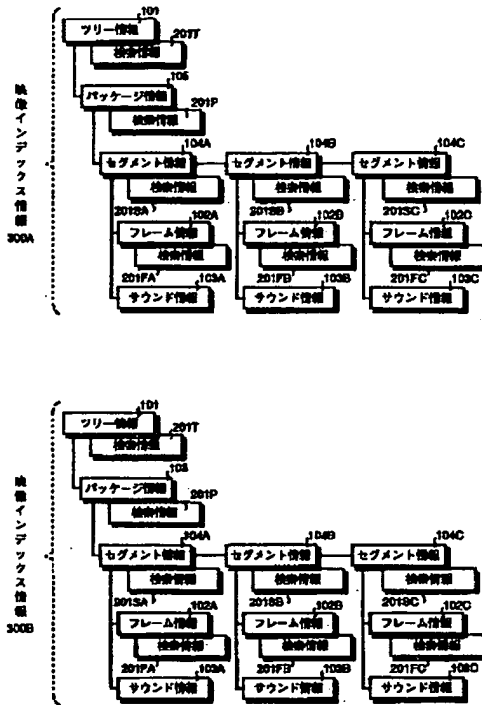 101
ツリー情報
201T
検索情報
105
パッケージ情報
201P
検索情報
104A 104B 104C
セグメント情報 セグメント情報 セグメント情報
検索情報 検索情報 検索情報
201SA 201SB 201SC
102A 102B 102C
フレーム情報 フレーム情報 フレーム情報
検索情報 検索情報 検索情報
201FA 103A 201FB 103B 201FC 103C
サウンド情報 サウンド情報 サウンド情報
映像インデックス情報
300A
101
ツリー情報
201T
検索情報
105
パッケージ情報
201P
検索情報
104A 104B 104C
セグメント情報 セグメント情報 セグメント情報
検索情報 検索情報 検索情報
201SA 201SB 201SC
102A 102B 102C
フレーム情報 フレーム情報 フレーム情報
検索情報 検索情報 検索情報
201FA 103A 201FB 103B 201FC 103C
サウンド情報 サウンド情報 サウンド情報
映像インデックス情報
300B